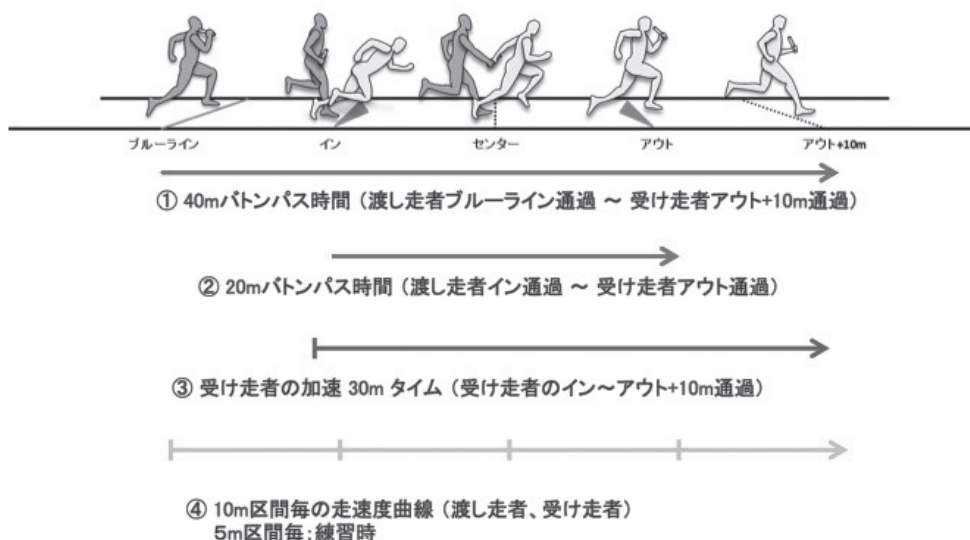 ブルーライン イン センター アウト アウト+10m
① 40mバトンパス時間（渡し走者ブルーライン通過 ～ 受け走者アウト+10m通過）
② 20mバトンパス時間（渡し走者イン通過 ～ 受け走者アウト通過）
③ 受け走者の加速 30m タイム（受け走者のイン～アウト+10m通過）
④ 10m区間毎の走速度曲線（渡し走者、受け走者）
5m区間毎：練習時